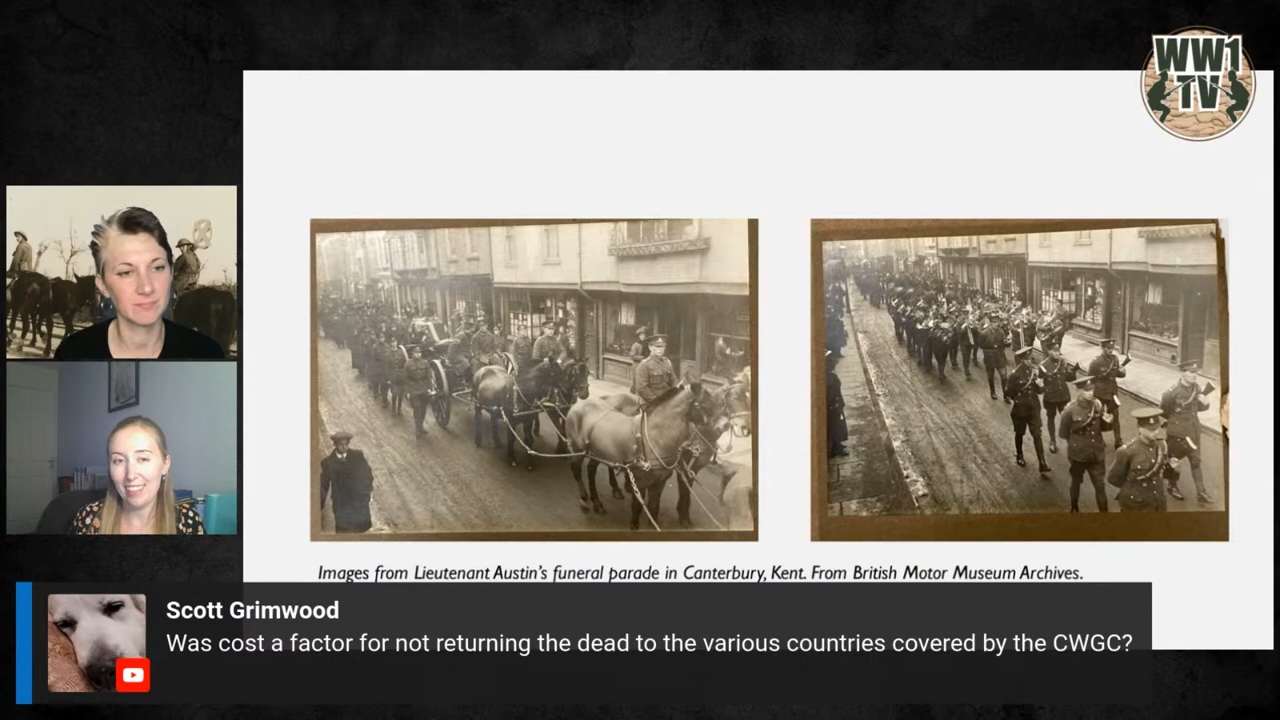 WW1
TV
Images from Lieutenant Austin's funeral parade in Canterbury, Kent. From British Motor Museum Archives.
Scott Grimwood
Was cost a factor for not returning the dead to the various countries covered by the CWGC?